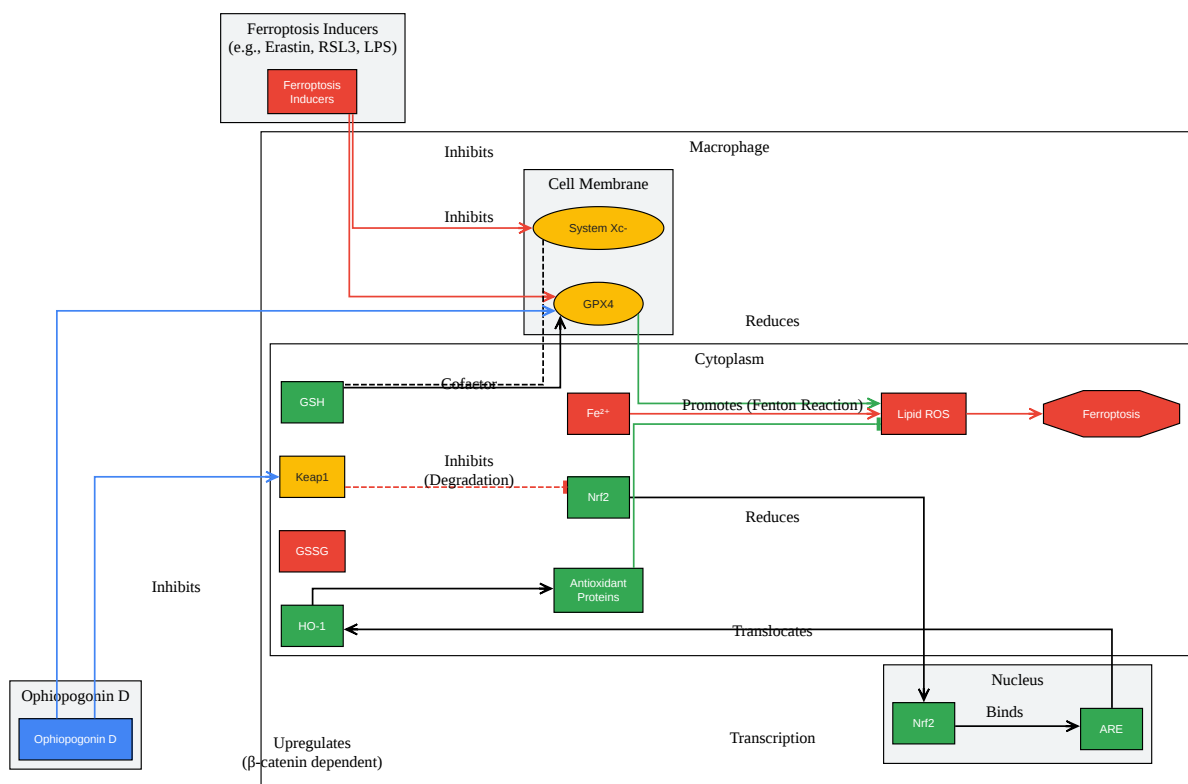 Ferroptosis Inducers
(e.g., Erastin, RSL3, LPS)
Ferroptosis
Inducers
Macrophage
Inhibits
Cell Membrane
Inhibits
System Xc-
GPX4
Reduces
Cytoplasm
Cofactor
GSH
Fe²⁺
Promotes (Fenton Reaction)
Lipid ROS
Ferroptosis
Keap1
Inhibits
(Degradation)
Nrf2
Reduces
GSSG
Inhibits
Antioxidant
Proteins
HO-1
Translocates
Nucleus
Ophiopogonin D
Binds
Nrf2
ARE
Ophiopogonin D
Transcription
Upregulates
(β-catenin dependent)